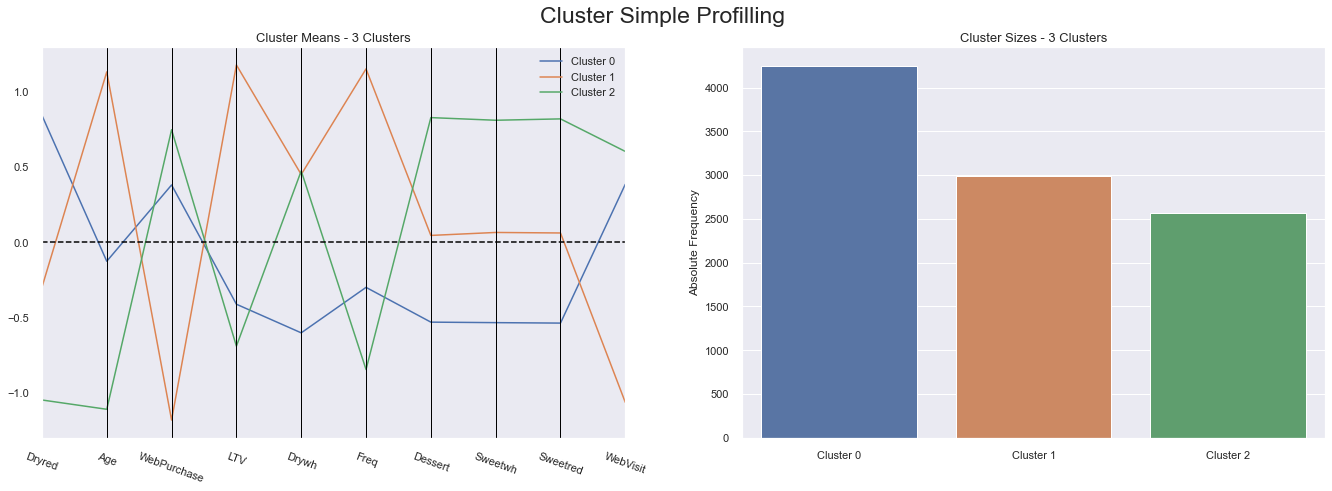 Cluster Simple Profilling
Cluster Means - 3 Clusters
Cluster 0
Cluster 1
Cluster 2
1.0
0.5
0.0
−0.5
−1.0
Dryred
Age
WebPurchase
LTV
Drywh
Freq
Dessert
Sweetwh
Sweetred
WebVisit
Cluster Sizes - 3 Clusters
Absolute Frequency
4000
3500
3000
2500
2000
1500
1000
500
0
Cluster 0
Cluster 1
Cluster 2